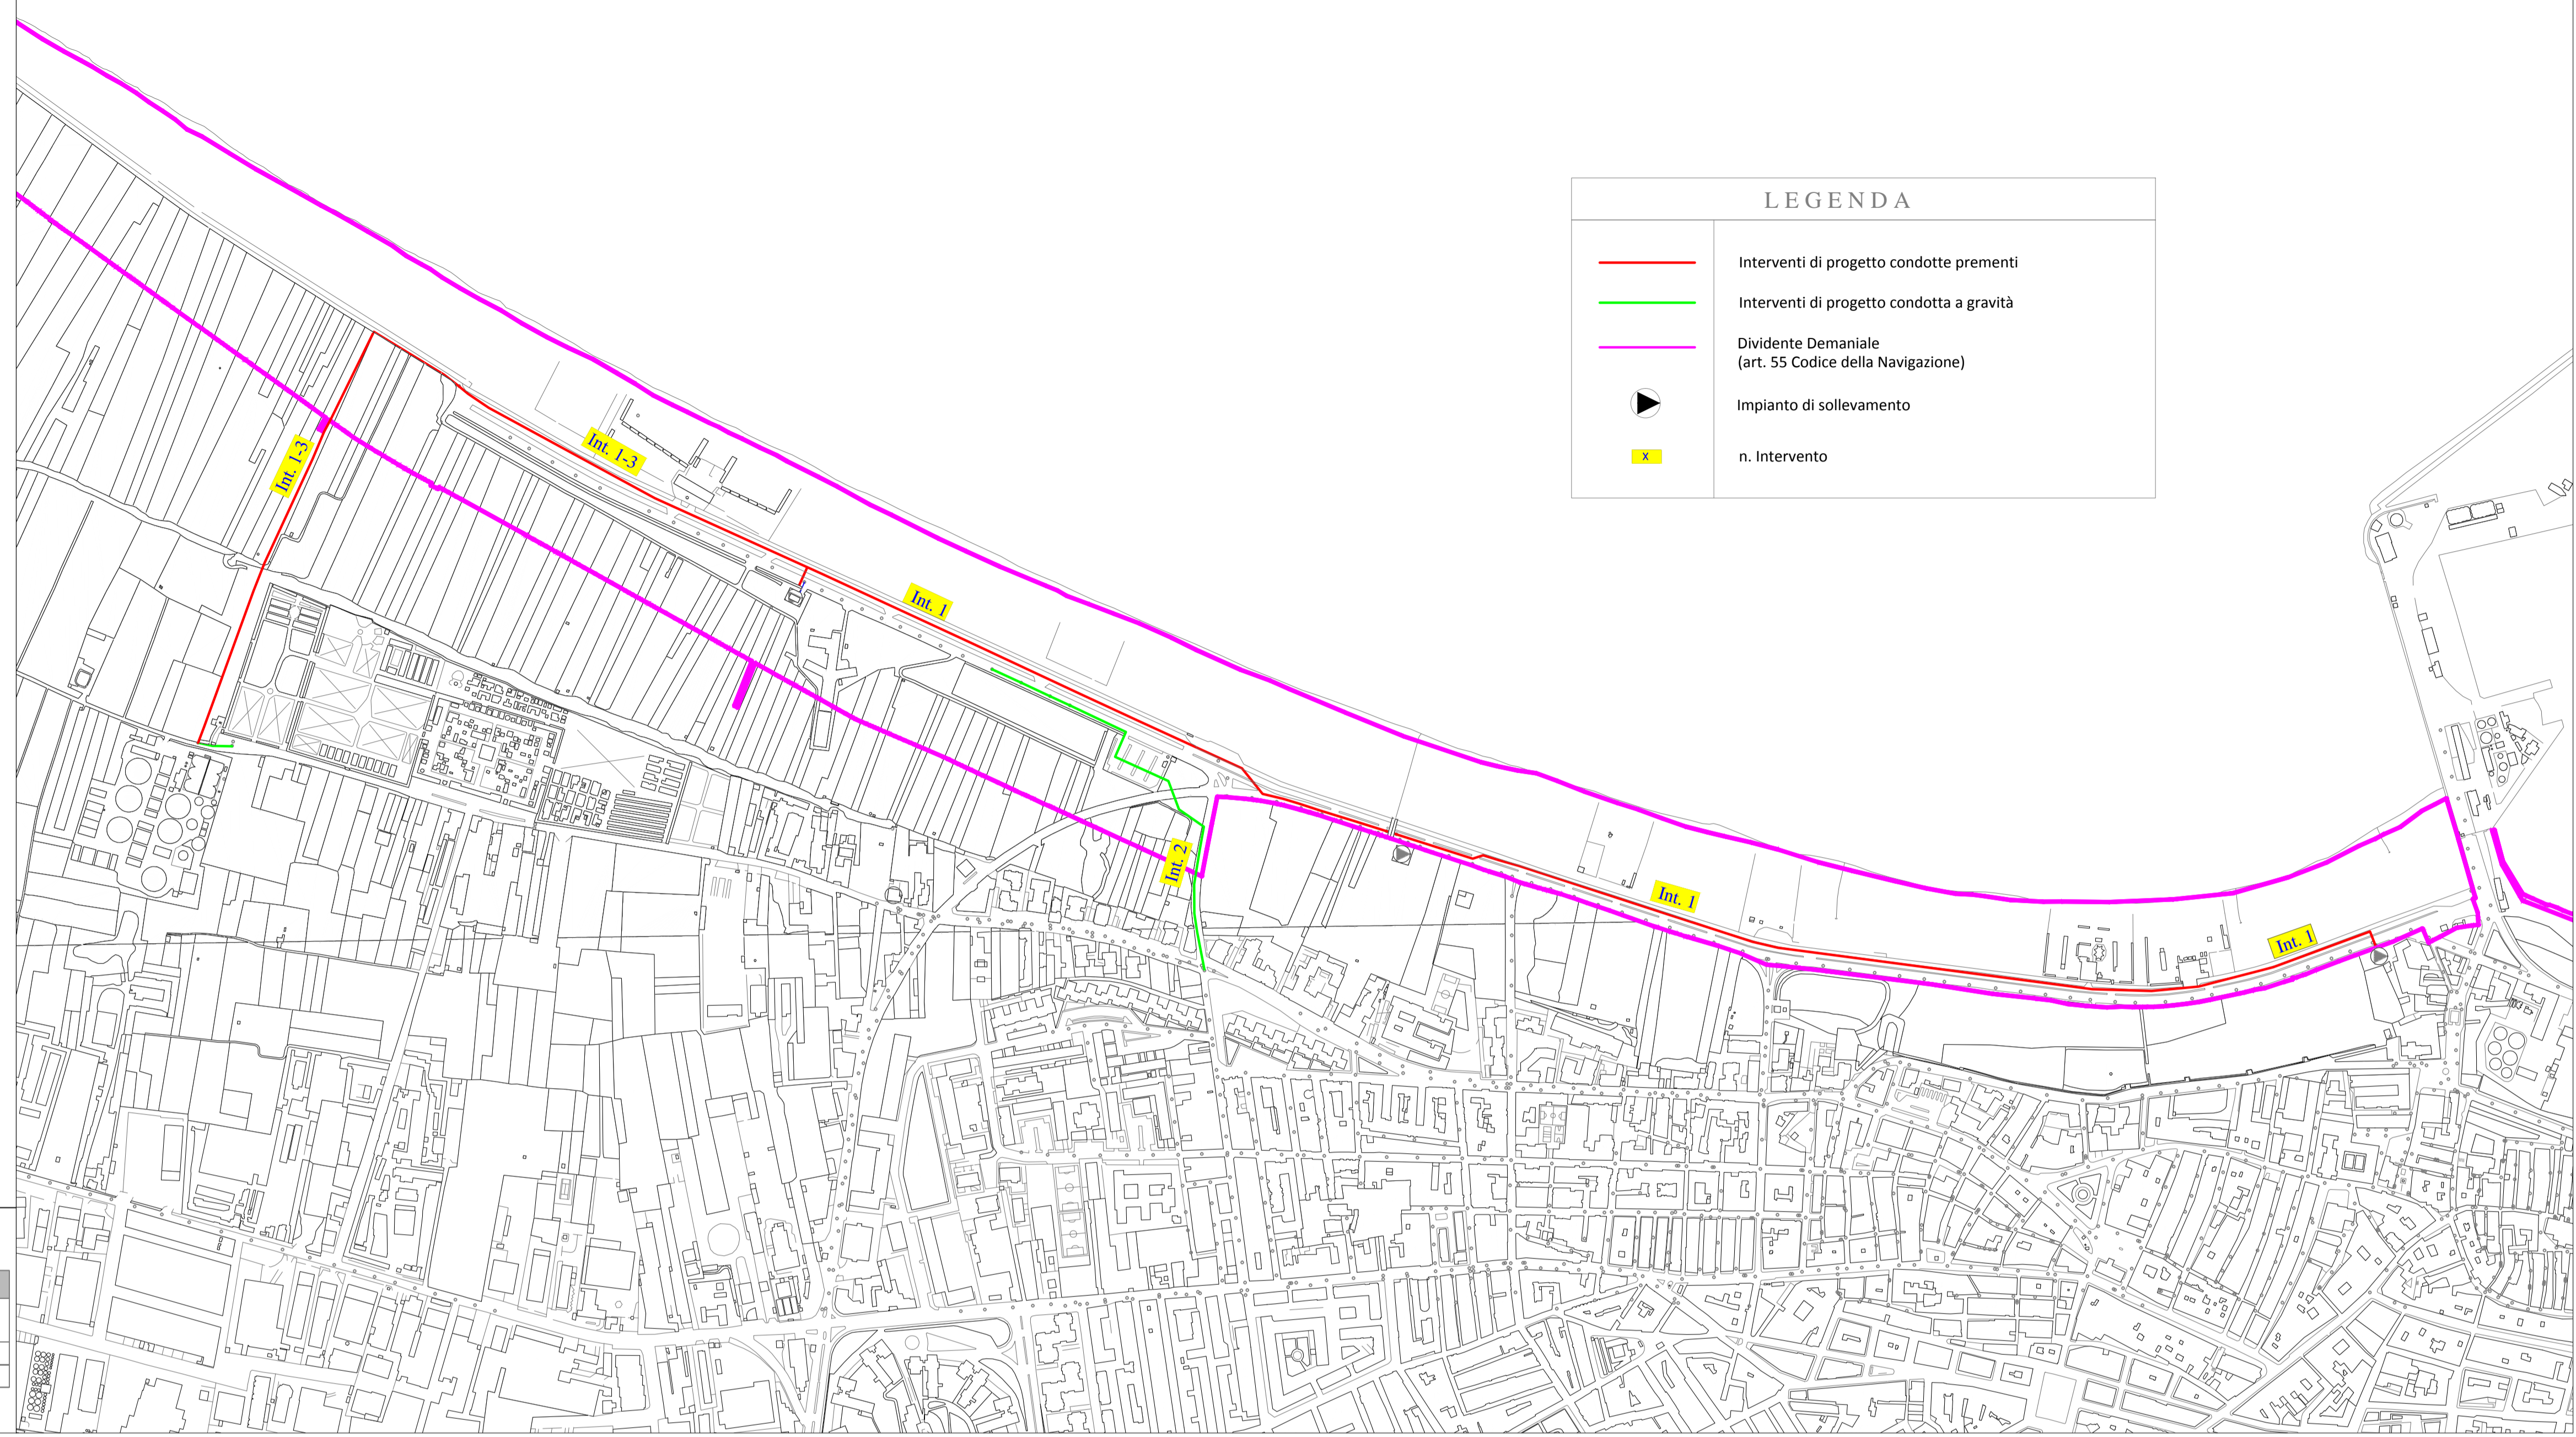 LEGENDA
Interventi di progetto condotte prementi
Interventi di progetto condotta a gravità
Dividente Demaniale
(art. 55 Codice della Navigazione)
Impianto di sollevamento
x
n. Intervento
Int. 1-3
Int. 1-3
Int. 1
Int. 2
Int. 1
Int. 1